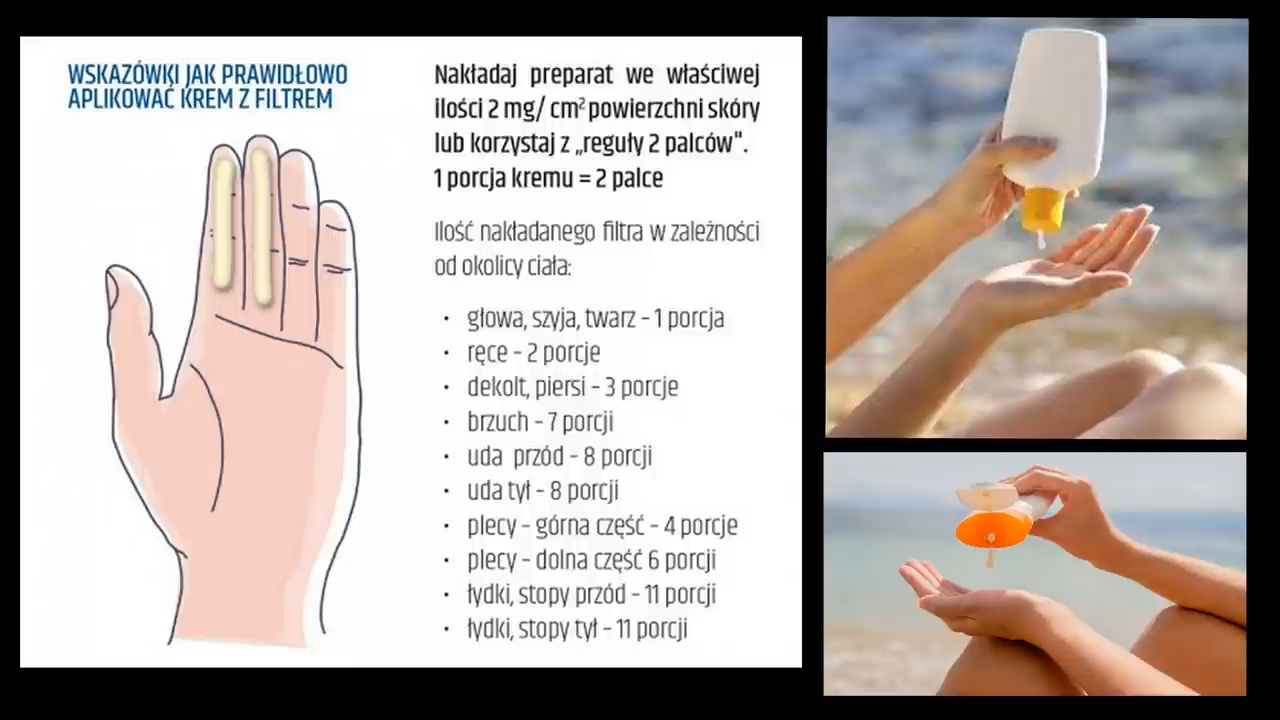 WSKAZÓWKI JAK PRAWIDŁOWO
APLIKOWAĆ KREM Z FILTREM
Nakładaj preparat we właściwej
ilości 2 mg/ cm² powierzchni skóry
lub korzystaj z „reguły 2 palców".
1 porcja kremu = 2 palce
Ilość nakładanego filtra w zależności
od okolicy ciała:
• głowa, szyja, twarz – 1 porcja
• ręce – 2 porcje
• dekolt, piersi – 3 porcje
• brzuch – 7 porcji
• uda przód – 8 porcji
• uda tył – 8 porcji
• plecy – górna część – 4 porcje
• plecy – dolna część 6 porcji
• łydki, stopy przód – 11 porcji
• łydki, stopy tył – 11 porcji